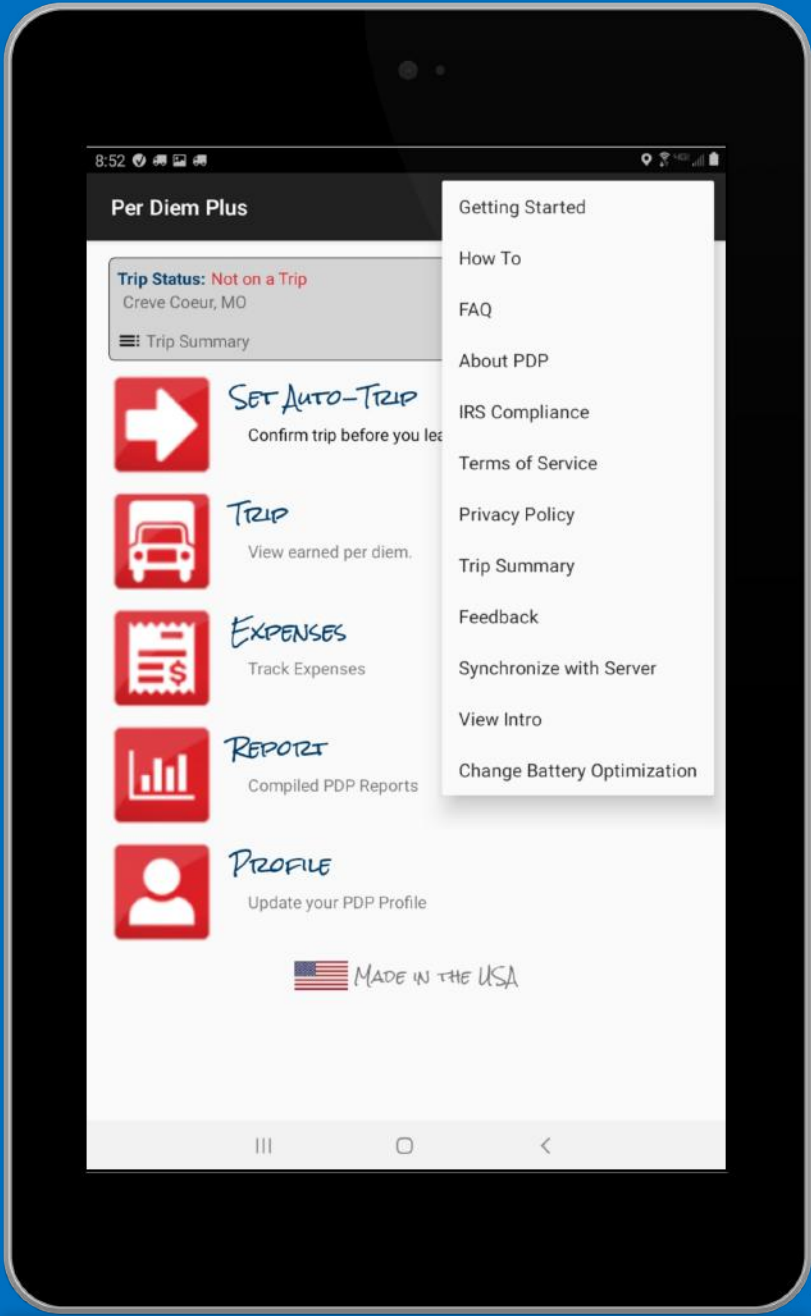 8:52
Per Diem Plus
Trip Status: Not on a Trip
Creve Coeur, MO
Trip Summary
SET AUTO-TRIP
Confirm trip before you lea
TRIP
View earned per diem.
EXPENSES
Track Expenses
$
REPORT
Compiled PDP Reports
PROFILE
Update your PDP Profile
MADE IN THE USA
Getting Started
How To
FAQ
About PDP
IRS Compliance
Terms of Service
Privacy Policy
Trip Summary
Feedback
Synchronize with Server
View Intro
Change Battery Optimization